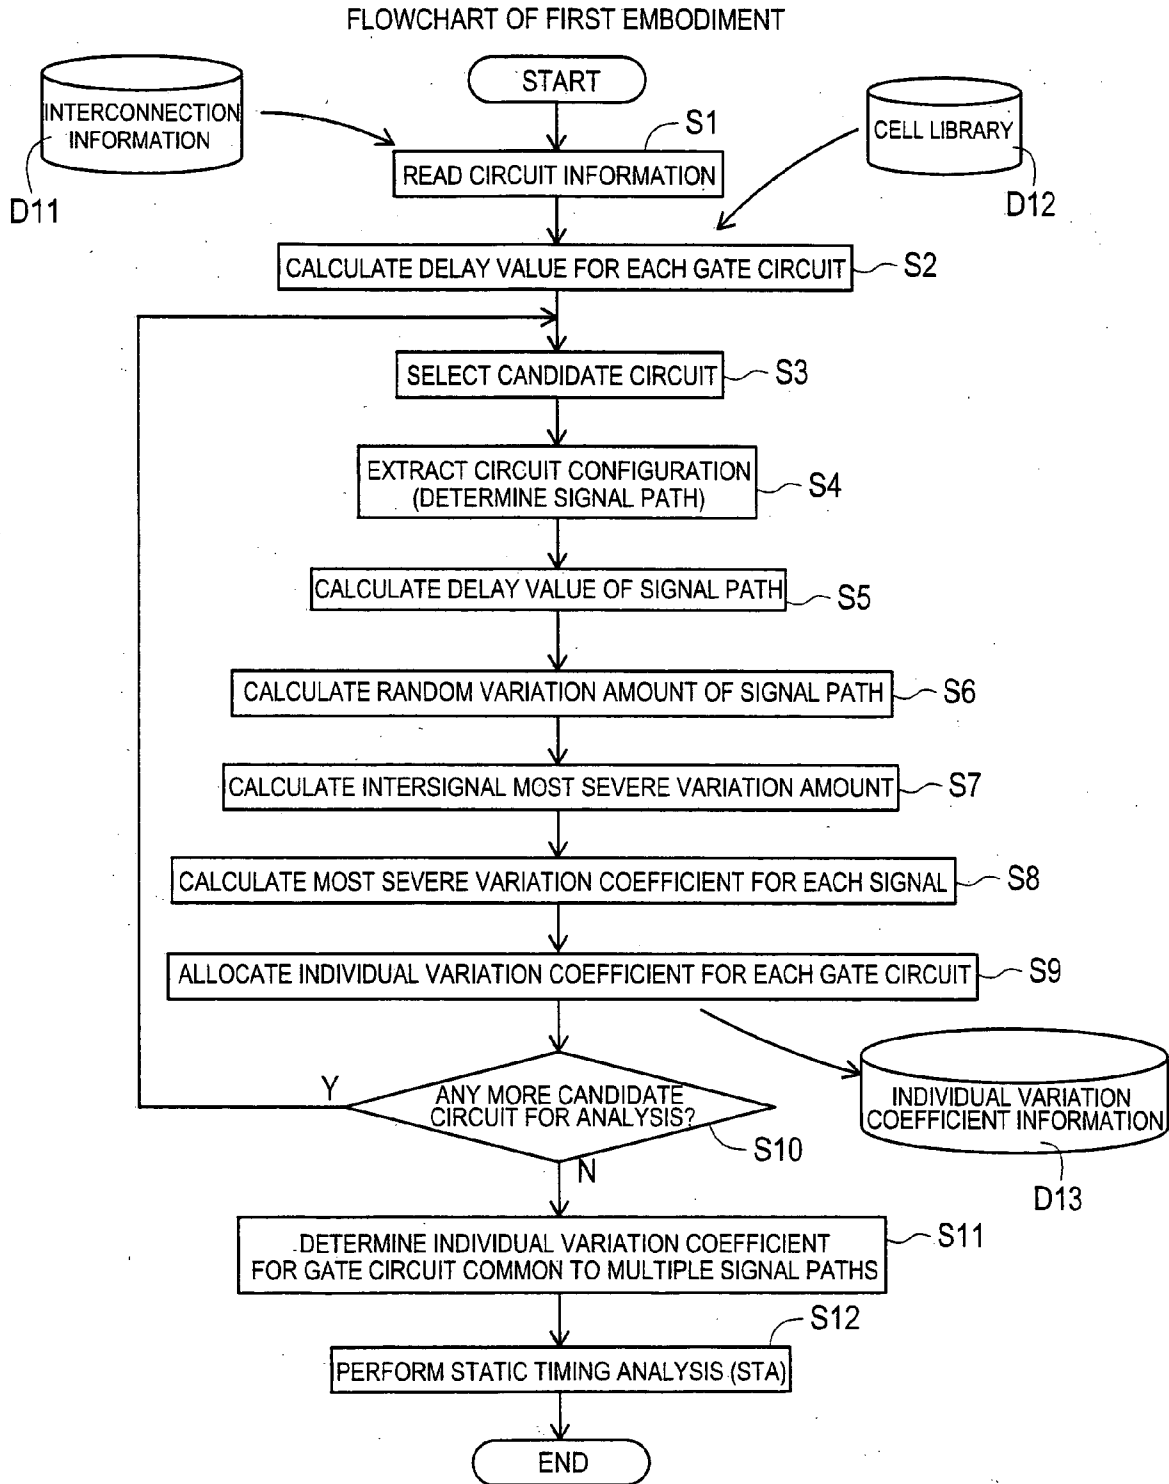 FLOWCHART OF FIRST EMBODIMENT
START
INTERCONNECTION
INFORMATION
D11
CELL LIBRARY
D12
S1
READ CIRCUIT INFORMATION
CALCULATE DELAY VALUE FOR EACH GATE CIRCUIT
S2
SELECT CANDIDATE CIRCUIT
S3
EXTRACT CIRCUIT CONFIGURATION
(DETERMINE SIGNAL PATH)
S4
CALCULATE DELAY VALUE OF SIGNAL PATH
S5
CALCULATE RANDOM VARIATION AMOUNT OF SIGNAL PATH
S6
CALCULATE INTERSIGNAL MOST SEVERE VARIATION AMOUNT
S7
CALCULATE MOST SEVERE VARIATION COEFFICIENT FOR EACH SIGNAL
S8
ALLOCATE INDIVIDUAL VARIATION COEFFICIENT FOR EACH GATE CIRCUIT
S9
Y
ANY MORE CANDIDATE
CIRCUIT FOR ANALYSIS?
S10
N
INDIVIDUAL VARIATION
COEFFICIENT INFORMATION
D13
DETERMINE INDIVIDUAL VARIATION COEFFICIENT
FOR GATE CIRCUIT COMMON TO MULTIPLE SIGNAL PATHS
S11
S12
PERFORM STATIC TIMING ANALYSIS (STA)
END